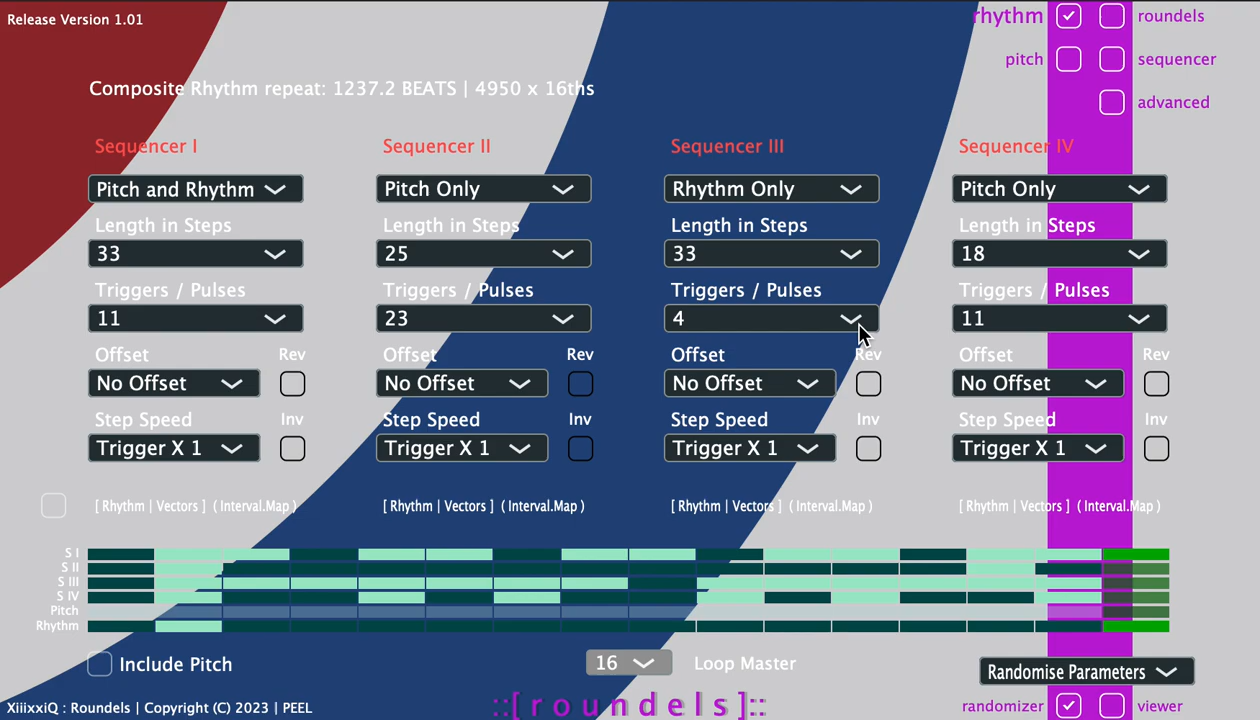 Release Version 1.01
rhythm roundels
pitch sequencer
advanced
Composite Rhythm repeat: 1237.2 BEATS | 4950 x 16ths
Sequencer I Sequencer II Sequencer III Sequencer IV
Pitch and Rhythm Pitch Only Rhythm Only Pitch Only
Length in Steps Length in Steps Length in Steps Length in Steps
33 25 33 18
Triggers / Pulses Triggers / Pulses Triggers / Pulses Triggers / Pulses
11 23 4 11
Offset Rev Offset Rev Offset Rev Offset Rev
No Offset No Offset No Offset No Offset
Step Speed Inv Step Speed Inv Step Speed Inv Step Speed Inv
Trigger X 1 Trigger X 1 Trigger X 1 Trigger X 1
[ Rhythm | Vectors ] ( Interval.Map ) [ Rhythm | Vectors ] ( Interval.Map ) [ Rhythm | Vectors ] ( Interval.Map ) [ Rhythm | Vectors ] ( Interval.Map )
S I
S II
S III
S IV
Pitch
Rhythm
Include Pitch 16 Loop Master Randomise Parameters
XiiixxiQ : Roundels | Copyright (C) 2023 | PEEL ::[ r o u n d e l s ]:: randomizer viewer